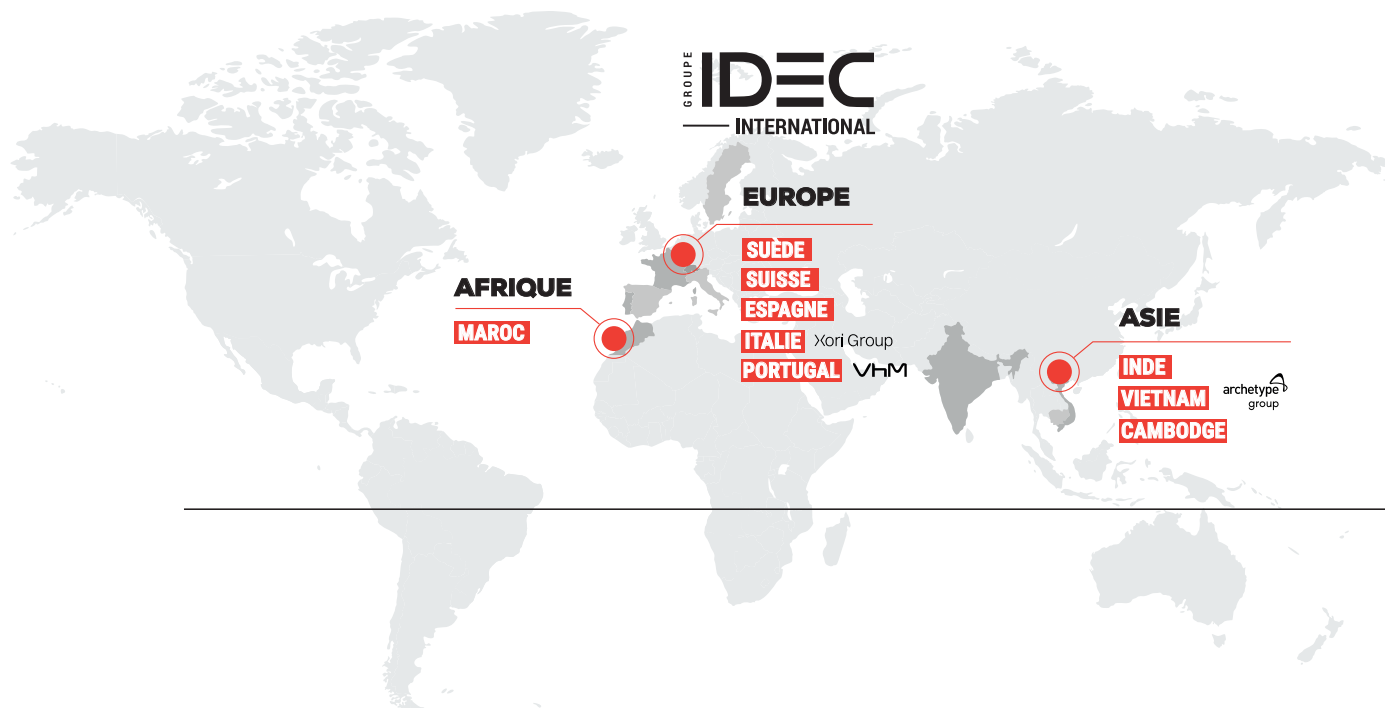 GROUPE
IDEC
INTERNATIONAL
EUROPE
SUÈDE
SUISSE
ESPAGNE
ITALIE Xori Group
PORTUGAL VHM
AFRIQUE
MAROC
ASIE
INDE
VIETNAM archetype
group
CAMBODGE